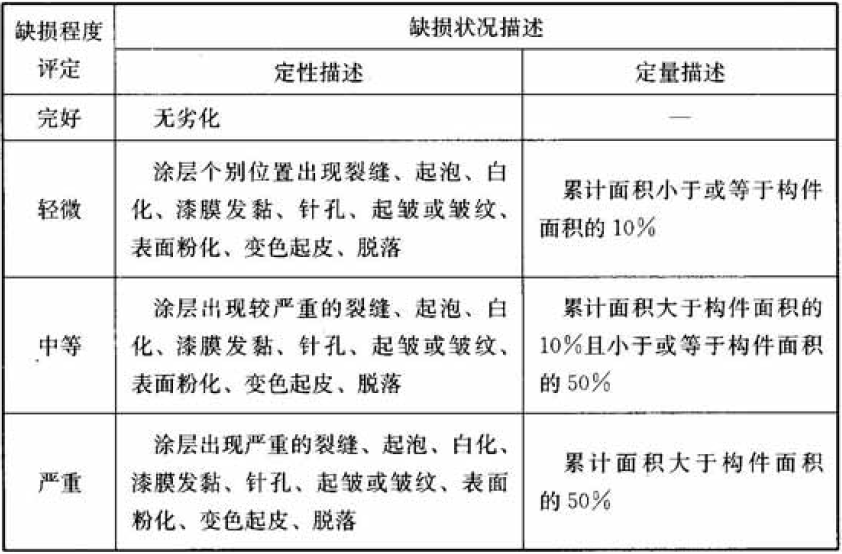 缺损程度
评定
缺损状况描述
定性描述
定量描述
完好
无劣化
—
轻微
涂层个别位置出现裂缝、起泡、白
化、漆膜发黏、针孔、起皱或皱纹、
表面粉化、变色起皮、脱落
累计面积小于或等于构件
面积的10%
中等
涂层出现较严重的裂缝、起泡、白
化、漆膜发黏、针孔、起皱或皱纹、
表面粉化、变色起皮、脱落
累计面积大于构件面积的
10%且小于或等于构件面积
的50%
严重
涂层出现严重的裂缝、起泡、白化、
漆膜发黏、针孔、起皱或皱纹、表面
粉化、变色起皮、脱落
累计面积大于构件面积
的50%